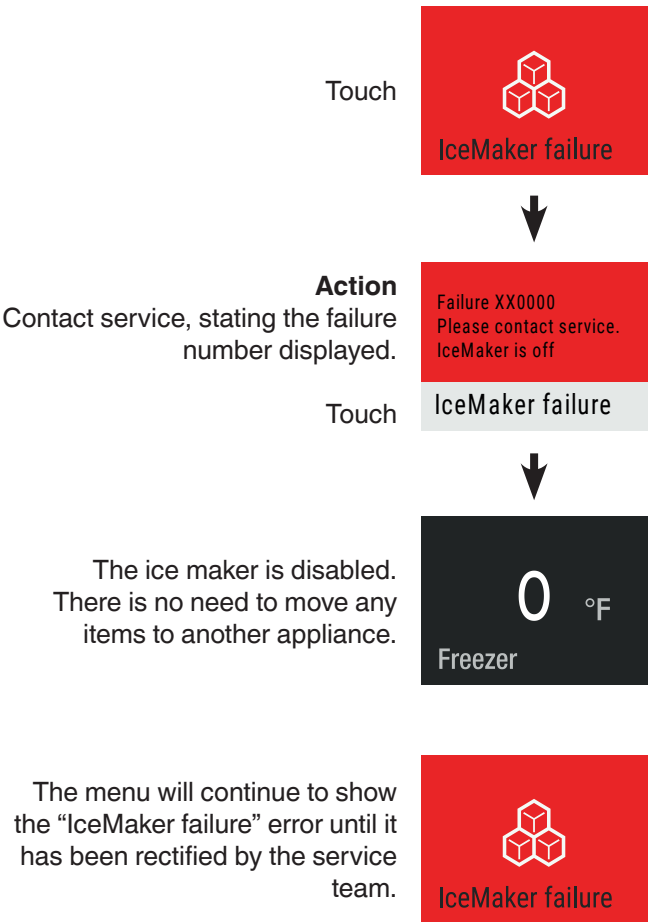 Touch
IceMaker failure
Action
Contact service, stating the failure
number displayed.
Failure XX0000
Please contact service.
IceMaker is off
Touch
IceMaker failure
The ice maker is disabled.
There is no need to move any
items to another appliance.
0 °F
Freezer
The menu will continue to show
the “IceMaker failure” error until it
has been rectified by the service
team.
IceMaker failure